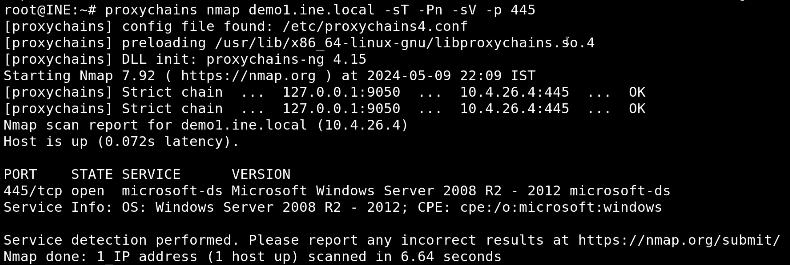 root@INE:~# proxychains nmap demo1.ine.local -sT -Pn -sV -p 445
[proxychains] config file found: /etc/proxychains4.conf
[proxychains] preloading /usr/lib/x86_64-linux-gnu/libproxychains.so.4
[proxychains] DLL init: proxychains-ng 4.15
Starting Nmap 7.92 ( https://nmap.org ) at 2024-05-09 22:09 IST
[proxychains] Strict chain  ...  127.0.0.1:9050  ...  10.4.26.4:445  ...  OK
[proxychains] Strict chain  ...  127.0.0.1:9050  ...  10.4.26.4:445  ...  OK
Nmap scan report for demo1.ine.local (10.4.26.4)
Host is up (0.072s latency).
PORT    STATE SERVICE      VERSION
445/tcp open  microsoft-ds Microsoft Windows Server 2008 R2 - 2012 microsoft-ds
Service Info: OS: Windows Server 2008 R2 - 2012; CPE: cpe:/o:microsoft:windows
Service detection performed. Please report any incorrect results at https://nmap.org/submit/
Nmap done: 1 IP address (1 host up) scanned in 6.64 seconds